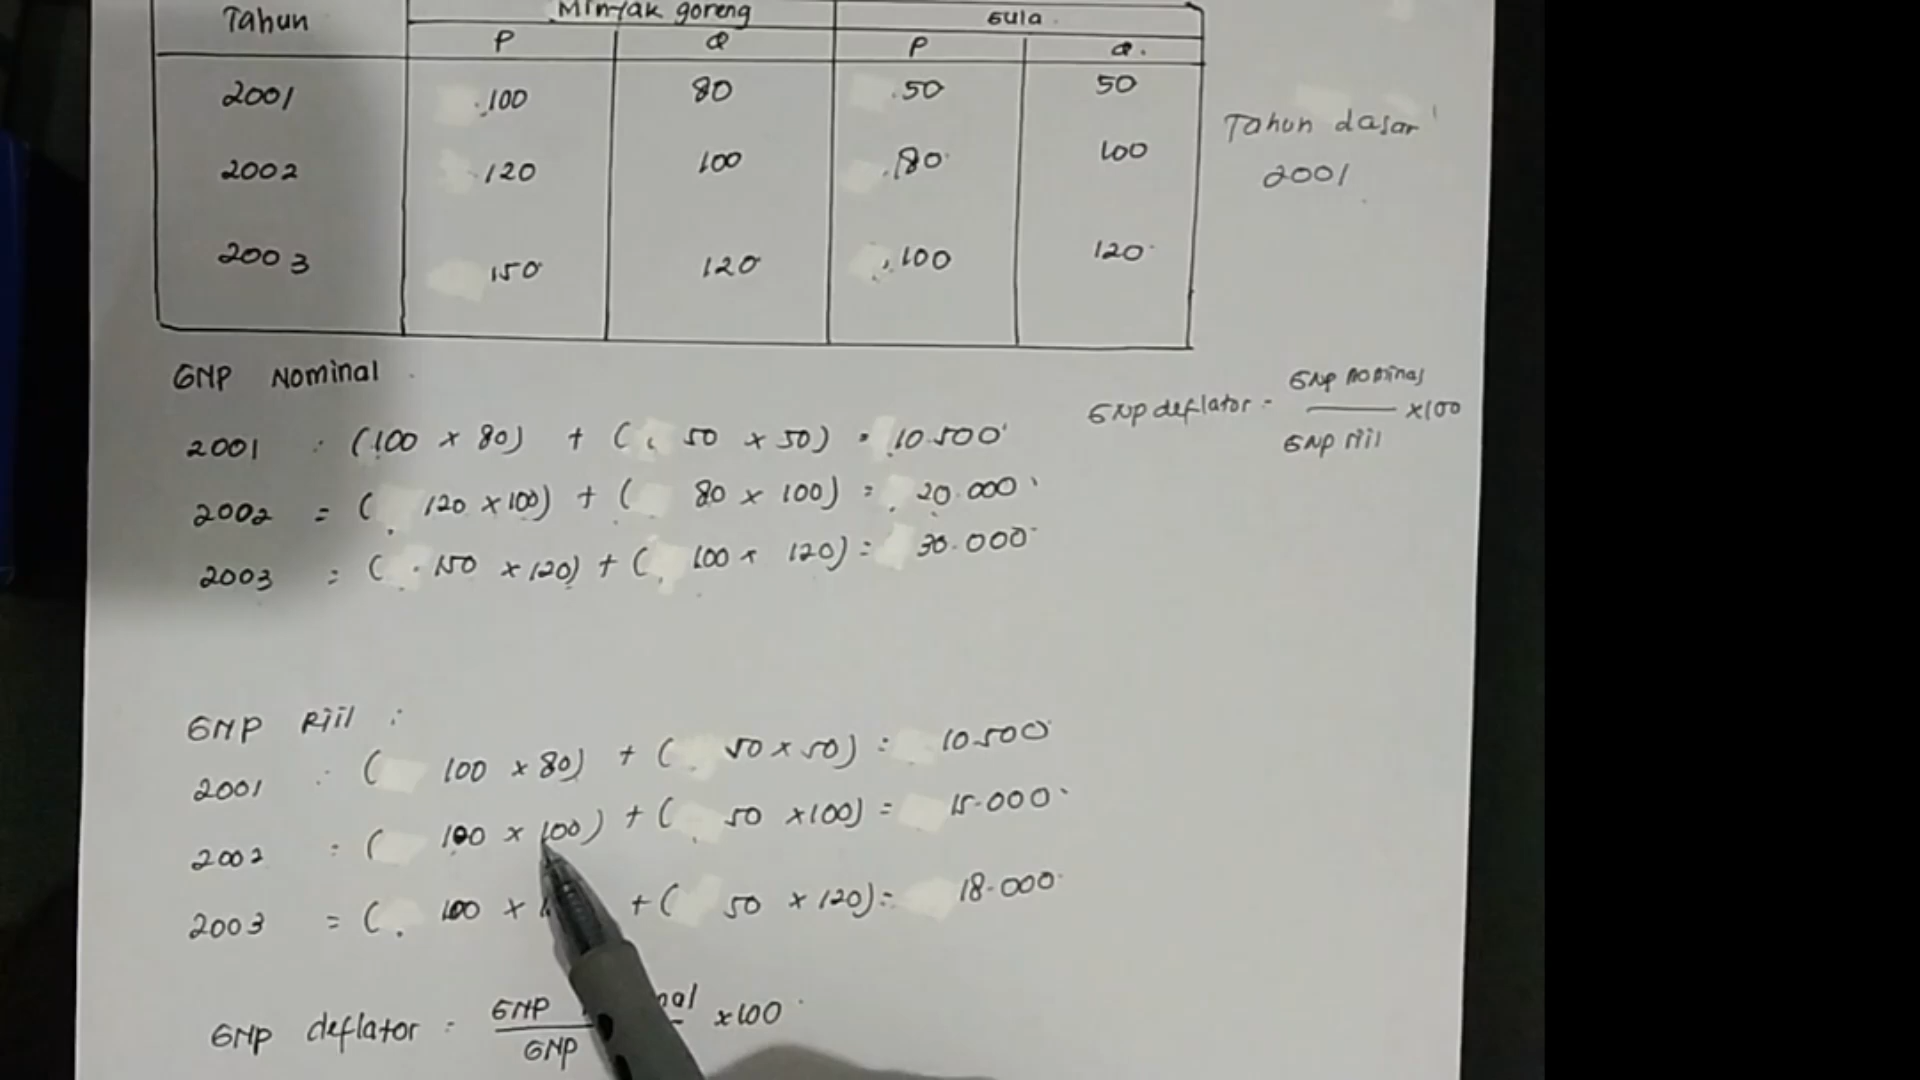 Tahun Minyak goreng Gula
P Q P Q.
2001 100 80 50 50
2002 120 100 80 100
2003 150 120 100 120
Tahun dasar
2001
GNP Nominal
2001 : (100 x 80) + ( 50 x 50) = 10.500
2002 = ( 120 x 100) + ( 80 x 100) = 20.000
2003 = ( 150 x 120) + ( 100 x 120) = 30.000
GNP deflator = GNP nominal
x100
GNP riil
GNP Riil :
2001 : ( 100 x 80) + ( 50 x 50) = 10.500
2002 = ( 100 x 100) + ( 50 x 100) = 15.000
2003 = ( 100 x + ( 50 x 120) = 18.000
GNP deflator = GNP x100
GNP